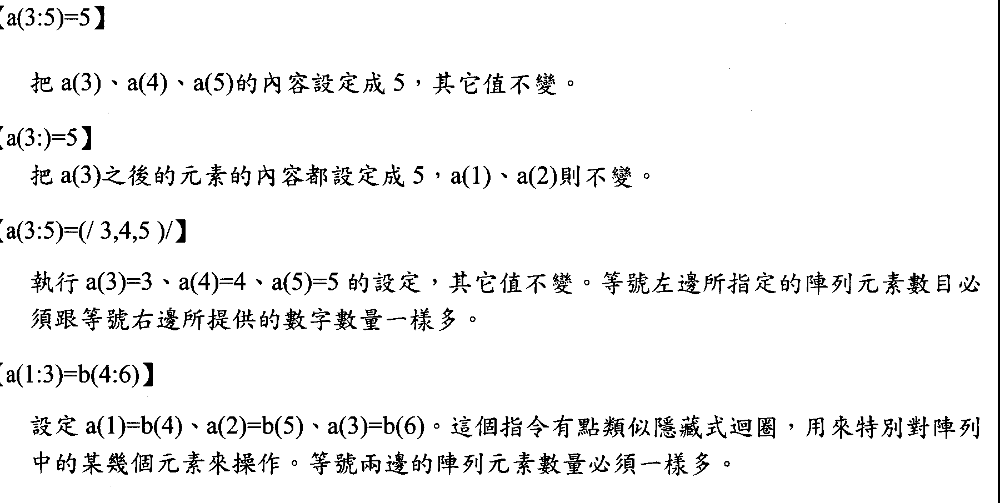 【a(3:5)=5】
把 a(3)、a(4)、a(5)的內容設定成 5，其它值不變。
【a(3:)=5】
把 a(3)之後的元素的內容都設定成 5，a(1)、a(2)則不變。
【a(3:5)=(/ 3,4,5 )/】
執行 a(3)=3、a(4)=4、a(5)=5 的設定，其它值不變。等號左邊所指定的陣列元素數目必
須跟等號右邊所提供的數字數量一樣多。
【a(1:3)=b(4:6)】
設定 a(1)=b(4)、a(2)=b(5)、a(3)=b(6)。這個指令有點類似隱藏式迴圈，用來特別對陣列
中的某幾個元素來操作。等號兩邊的陣列元素數量必須一樣多。